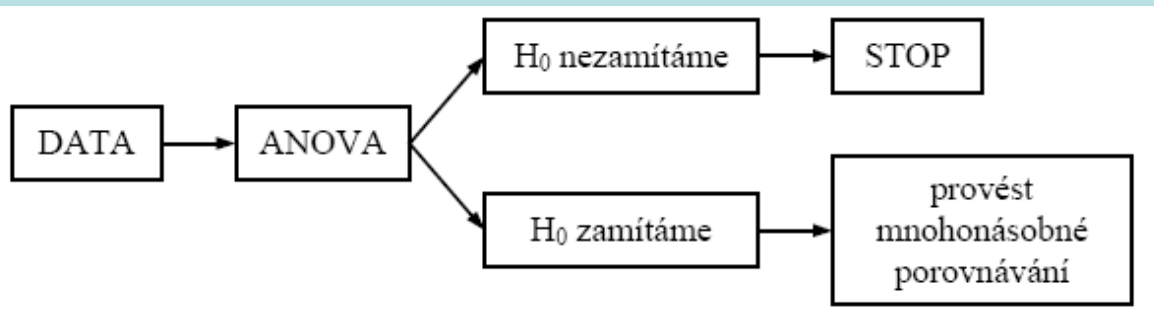 DATA
ANOVA
H₀ nezamítáme
STOP
H₀ zamítáme
provést
mnohonásobné
porovnávání